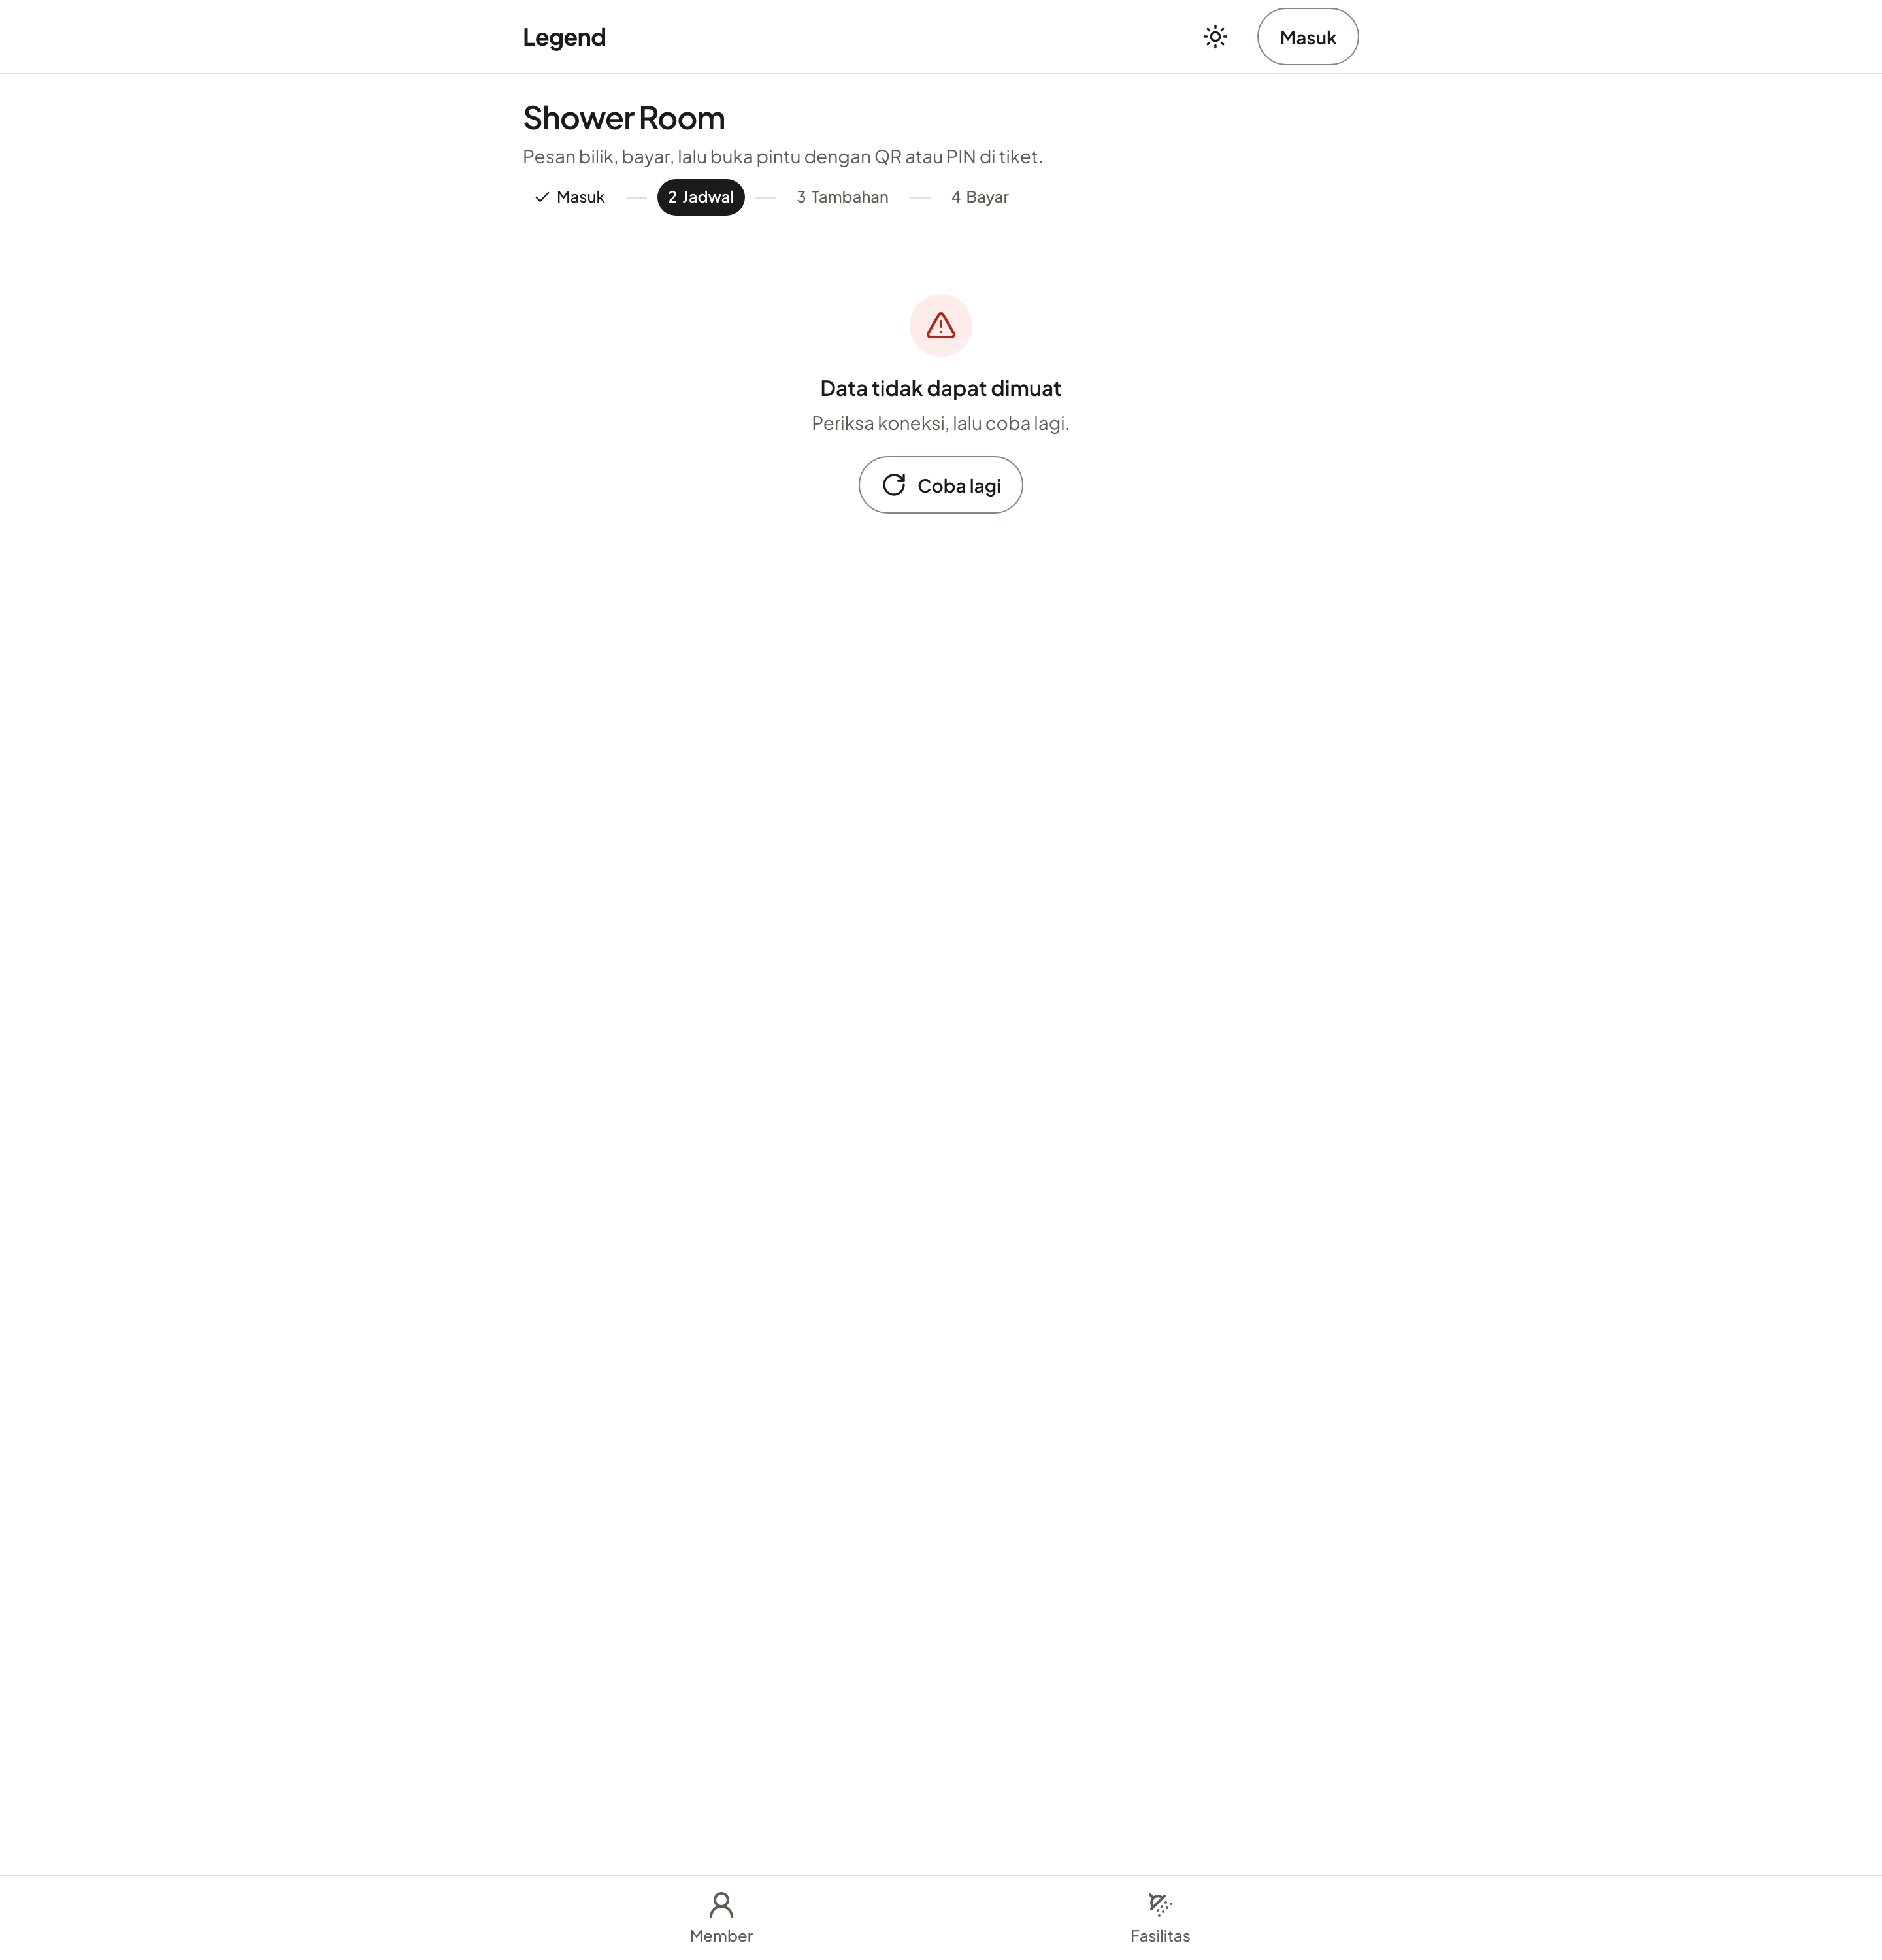 Legend
Masuk
Shower Room
Pesan bilik, bayar, lalu buka pintu dengan QR atau PIN di tiket.
Masuk 2 Jadwal 3 Tambahan 4 Bayar
Data tidak dapat dimuat
Periksa koneksi, lalu coba lagi.
Coba lagi
Member Fasilitas